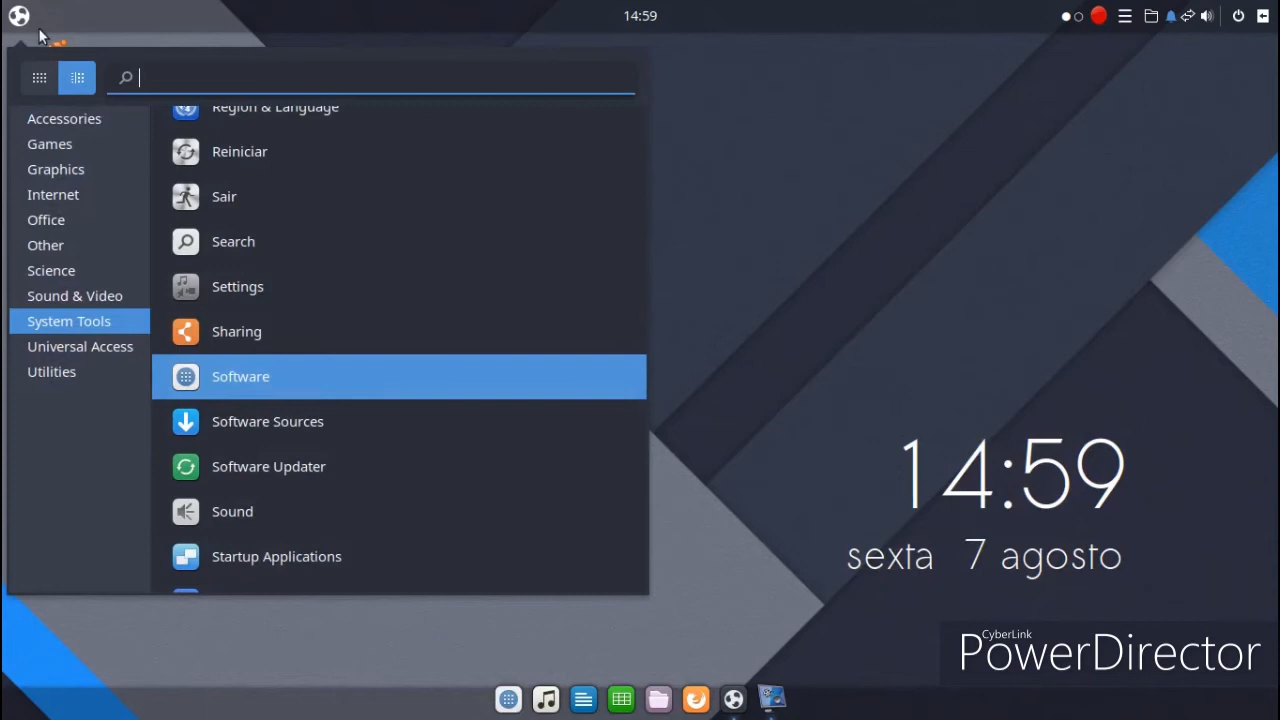 14:59
Accessories
Games
Graphics
Internet
Office
Other
Science
Sound & Video
System Tools
Universal Access
Utilities
Region & Language
Reiniciar
Sair
Search
Settings
Sharing
Software
Software Sources
Software Updater
Sound
Startup Applications
14:59
sexta 7 agosto
CyberLink
PowerDirector